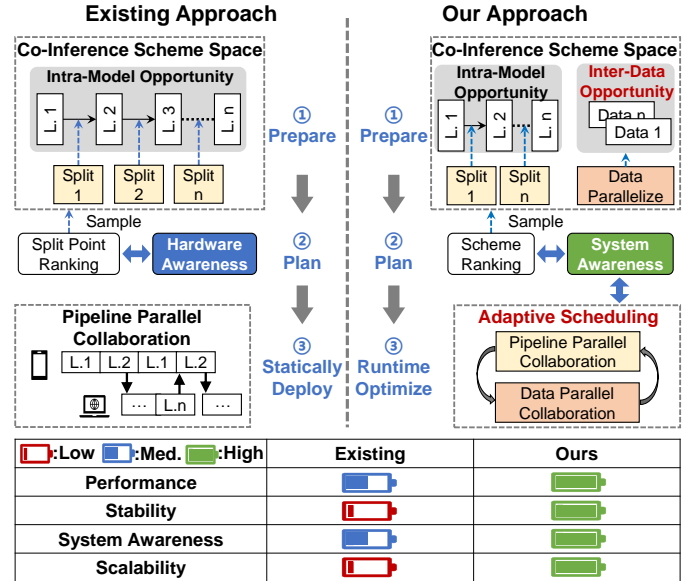 Existing Approach
Co-Inference Scheme Space
Intra-Model Opportunity
L. 1
L. 2
L. 3
L. n
Split
1
Split
2
Split
n
Sample
Split Point
Ranking
Hardware
Awareness
Pipeline Parallel
Collaboration
L.1 L.2 L.1 L.2
... L.n ...
①
Prepare
②
Plan
③
Statically
Deploy
Our Approach
①
Prepare
②
Plan
③
Runtime
Optimize
Co-Inference Scheme Space
Intra-Model
Opportunity
L. 1
L. 2
L. n
Split
1
Split
n
Inter-Data
Opportunity
Data n
Data 1
Data
Parallelize
Sample
Scheme
Ranking
System
Awareness
Adaptive Scheduling
Pipeline Parallel
Collaboration
Data Parallel
Collaboration
:Low :Med. :High Existing Ours
Performance
Stability
System Awareness
Scalability